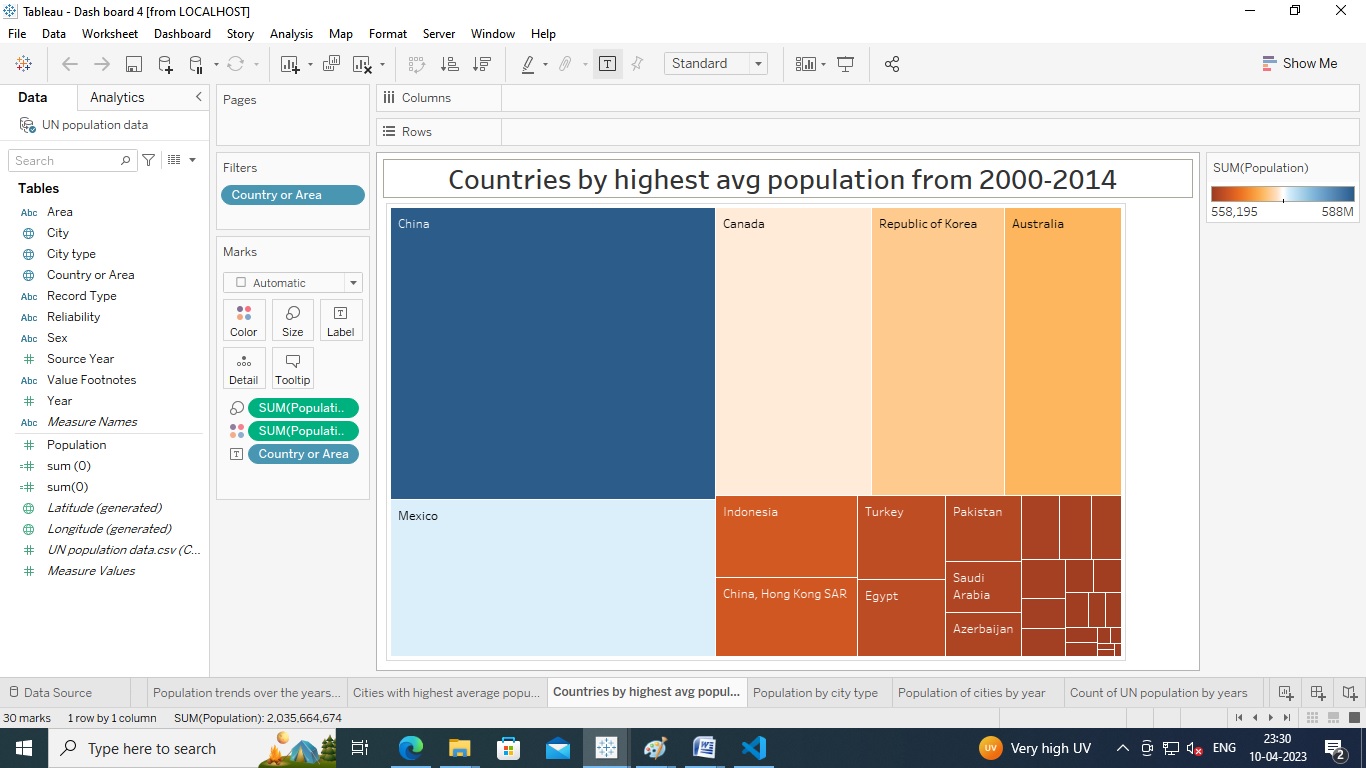 Tableau - Dash board 4 [from LOCALHOST]
File Data Worksheet Dashboard Story Analysis Map Format Server Window Help
Standard
Show Me
Data Analytics
UN population data
Search
Tables
Abc Area
City
City type
Country or Area
Abc Record Type
Abc Reliability
Abc Sex
# Source Year
Abc Value Footnotes
# Year
Abc Measure Names
# Population
=# sum (0)
=# sum(0)
Latitude (generated)
Longitude (generated)
# UN population data.csv (C...
# Measure Values
Pages
Filters
Country or Area
Marks
Automatic
Color Size Label
Detail Tooltip
SUM(Populati..
SUM(Populati..
Country or Area
Columns
Rows
Countries by highest avg population from 2000-2014
China
Canada
Republic of Korea
Australia
Mexico
Indonesia
Turkey
Pakistan
China, Hong Kong SAR
Egypt
Saudi
Arabia
Azerbaijan
SUM(Population)
558,195 588M
Data Source Population trends over the years... Cities with highest average popu... Countries by highest avg popul... Population by city type Population of cities by year Count of UN population by years
30 marks 1 row by 1 column SUM(Population): 2,035,664,674
Type here to search
UV Very high UV ENG
23:30
10-04-2023
2